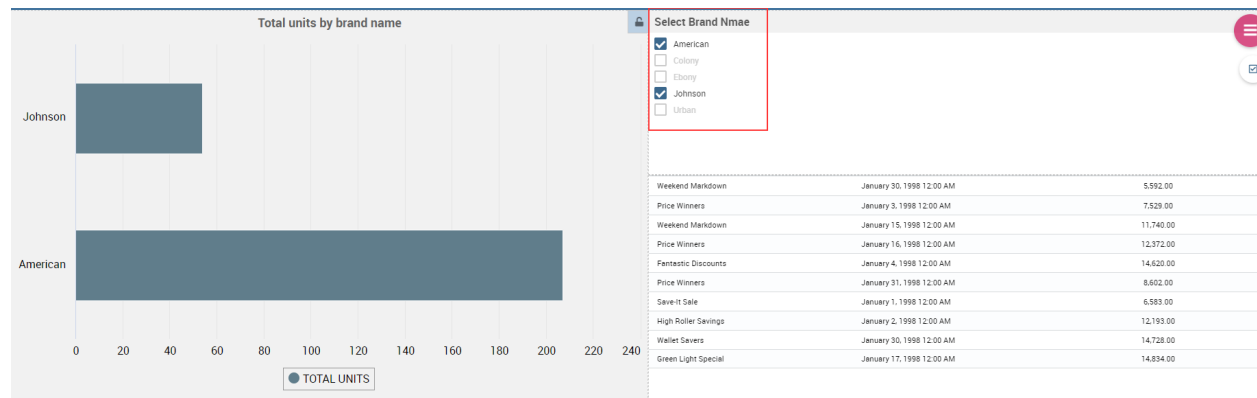 Total units by brand name
Johnson
American
0 20 40 60 80 100 120 140 160 180 200 220 240
TOTAL UNITS
Select Brand Nmae
American
Colony
Ebony
Johnson
Urban
Weekend Markdown January 30, 1998 12:00 AM 5,592.00
Price Winners January 3, 1998 12:00 AM 7,529.00
Weekend Markdown January 15, 1998 12:00 AM 11,740.00
Price Winners January 16, 1998 12:00 AM 12,372.00
Fantastic Discounts January 4, 1998 12:00 AM 14,620.00
Price Winners January 31, 1998 12:00 AM 8,602.00
Save-It Sale January 1, 1998 12:00 AM 6,583.00
High Roller Savings January 2, 1998 12:00 AM 12,193.00
Wallet Savers January 30, 1998 12:00 AM 14,728.00
Green Light Special January 17, 1998 12:00 AM 14,834.00